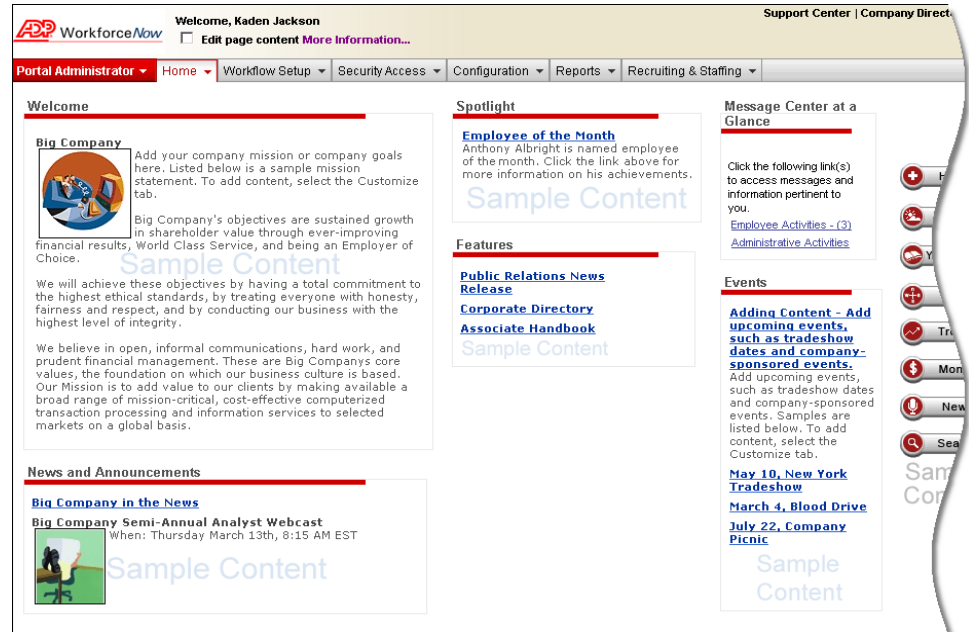 ADP WorkforceNow
Welcome, Kaden Jackson
Edit page content More Information...
Support Center | Company
Portal Administrator Home Workflow Setup Security Access Configuration Reports Recruiting & Staffing
Welcome
Big Company
Add your company mission or company goals
here. Listed below is a sample mission
statement. To add content, select the Customize
tab.
Big Company's objectives are sustained growth
in shareholder value through ever-improving
financial results, World Class Service, and being an Employer of
Choice.
Sample Content
We will achieve these objectives by having a total commitment to
the highest ethical standards, by treating everyone with honesty,
fairness and respect, and by conducting our business with the
highest level of integrity.
We believe in open, informal communications, hard work, and
prudent financial management. These are Big Companys core
values, the foundation on which our business culture is based.
Our Mission is to add value to our clients by making available a
broad range of mission-critical, cost-effective computerized
transaction processing and information services to selected
markets on a global basis.
News and Announcements
Big Company in the News
Big Company Semi-Annual Analyst Webcast
When: Thursday March 13th, 8:15 AM EST
Sample Content
Spotlight
Employee of the Month
Anthony Albright is named employee
of the month. Click the link above for
more information on his achievements.
Sample Content
Features
Public Relations News
Release
Corporate Directory
Associate Handbook
Sample Content
Message Center at a
Glance
Click the following link(s)
to access messages and
information pertinent to
you.
Employee Activities - (3)
Administrative Activities
Events
Adding Content - Add
upcoming events,
such as tradeshow
dates and company-
sponsored events.
Add upcoming events,
such as tradeshow dates
and company-sponsored
events. Samples are
listed below. To add
content, select the
Customize tab.
May 10, New York
Tradeshow
March 4, Blood Drive
July 22, Company
Picnic
Sample
Content
H
Y
Tr
Mon
New
Sea
Sam
Con